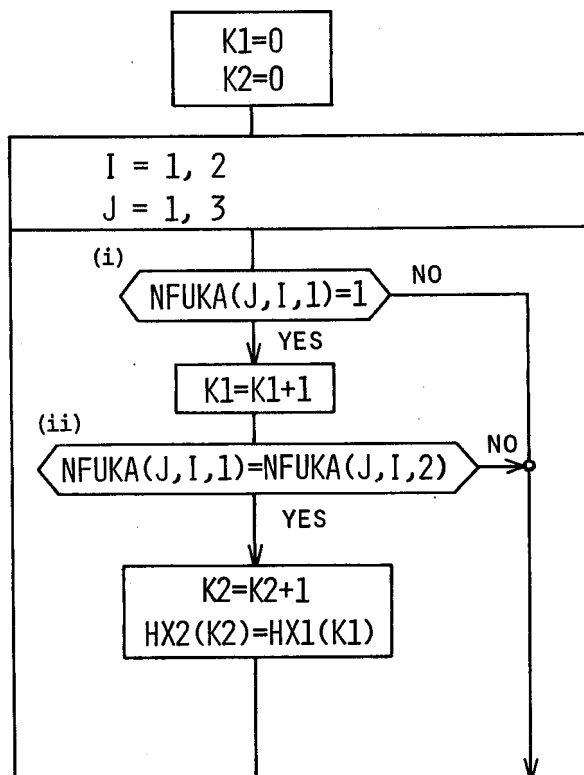 K1=0
K2=0
I = 1, 2
J = 1, 3
(i)
NFUKA(J,I,1)=1
NO
YES
K1=K1+1
(ii)
NFUKA(J,I,1)=NFUKA(J,I,2)
NO
YES
K2=K2+1
HX2(K2)=HX1(K1)